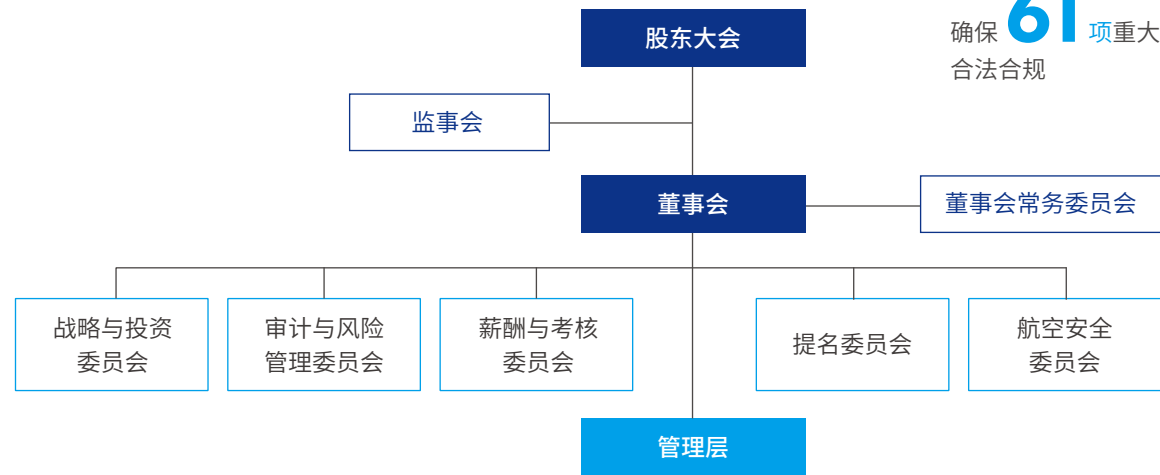 股东大会
确保 61 项重大
合法合规
监事会
董事会
董事会常务委员会
战略与投资
委员会
审计与风险
管理委员会
薪酬与考核
委员会
提名委员会
航空安全
委员会
管理层